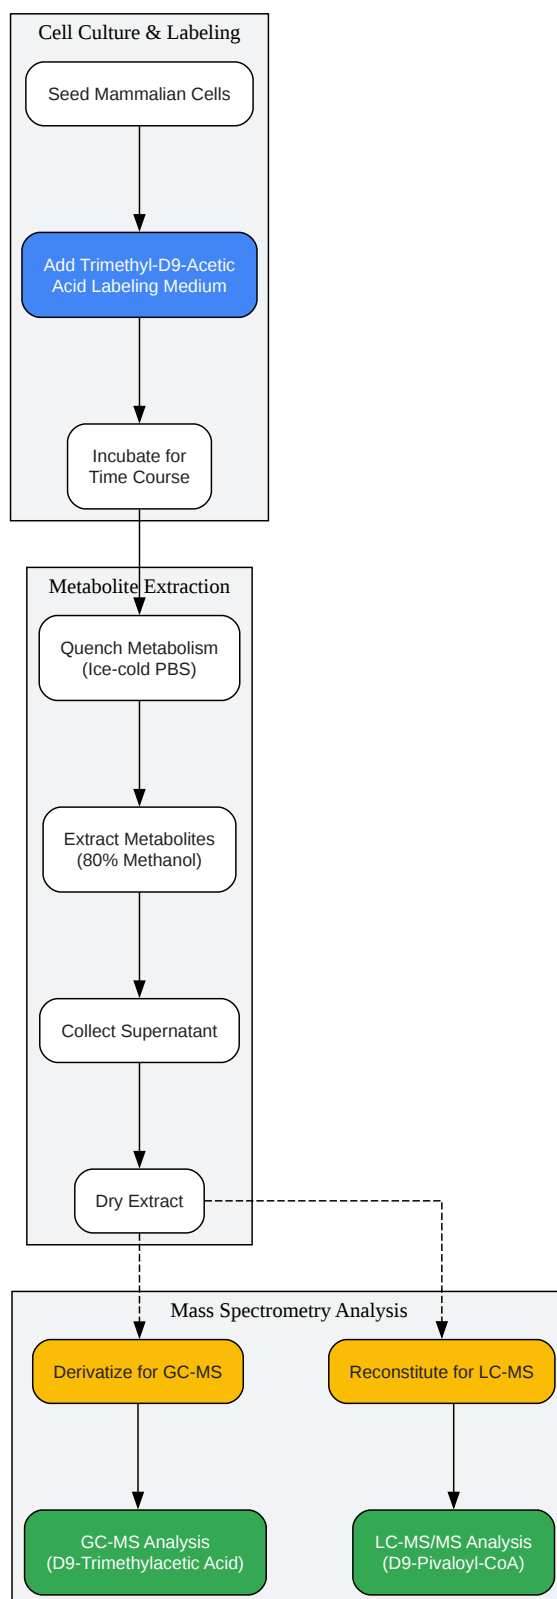 Cell Culture & Labeling
Seed Mammalian Cells
Add Trimethyl-D9-Acetic
Acid Labeling Medium
Incubate for
Time Course
Metabolite Extraction
Quench Metabolism
(Ice-cold PBS)
Extract Metabolites
(80% Methanol)
Collect Supernatant
Dry Extract
Mass Spectrometry Analysis
Derivatize for GC-MS
Reconstitute for LC-MS
GC-MS Analysis
(D9-Trimethylacetic Acid)
LC-MS/MS Analysis
(D9-Pivaloyl-CoA)